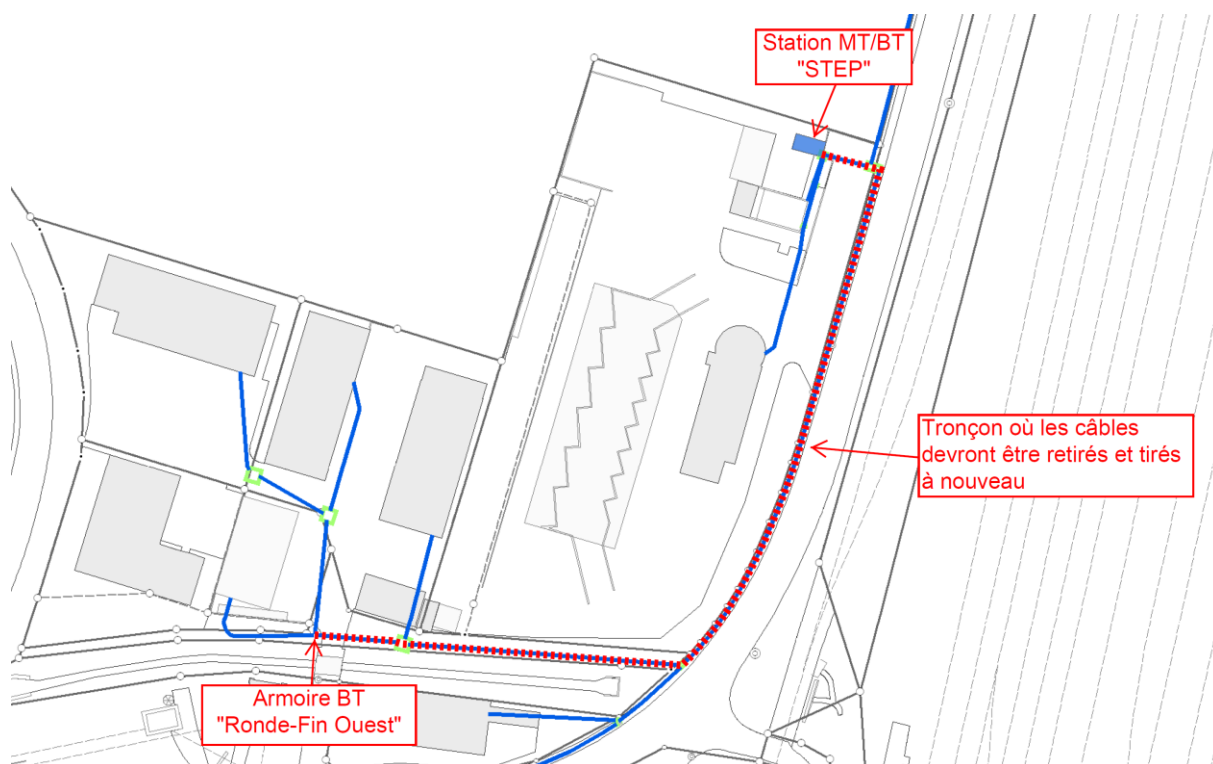 Station MT/BT
"STEP"
Tronçon où les câbles
devront être retirés et tirés
à nouveau
Armoire BT
"Ronde-Fin Ouest"